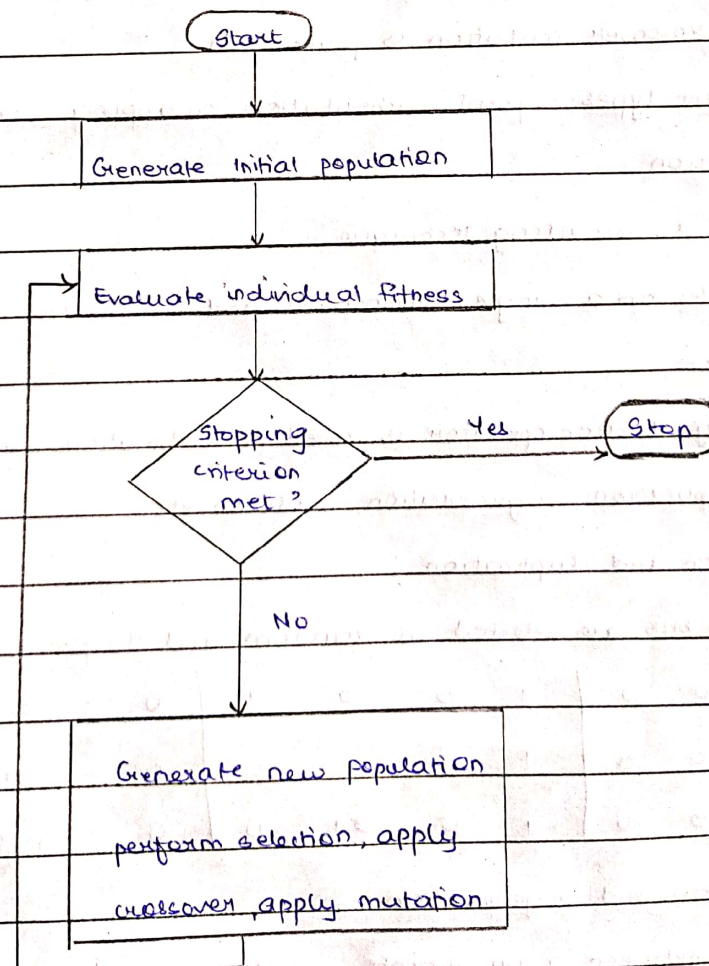 Start
Generate initial population
Evaluate individual fitness
Stopping
criterion
met ?
Yes
Stop
No
Generate new population
perform selection, apply
crossover, apply mutation